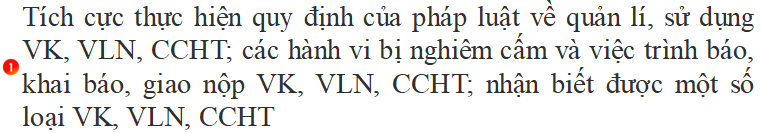 Tích cực thực hiện quy định của pháp luật về quản lí, sử dụng
VK, VLN, CCHT; các hành vi bị nghiêm cấm và việc trình báo,
1 khai báo, giao nộp VK, VLN, CCHT; nhận biết được một số
loại VK, VLN, CCHT